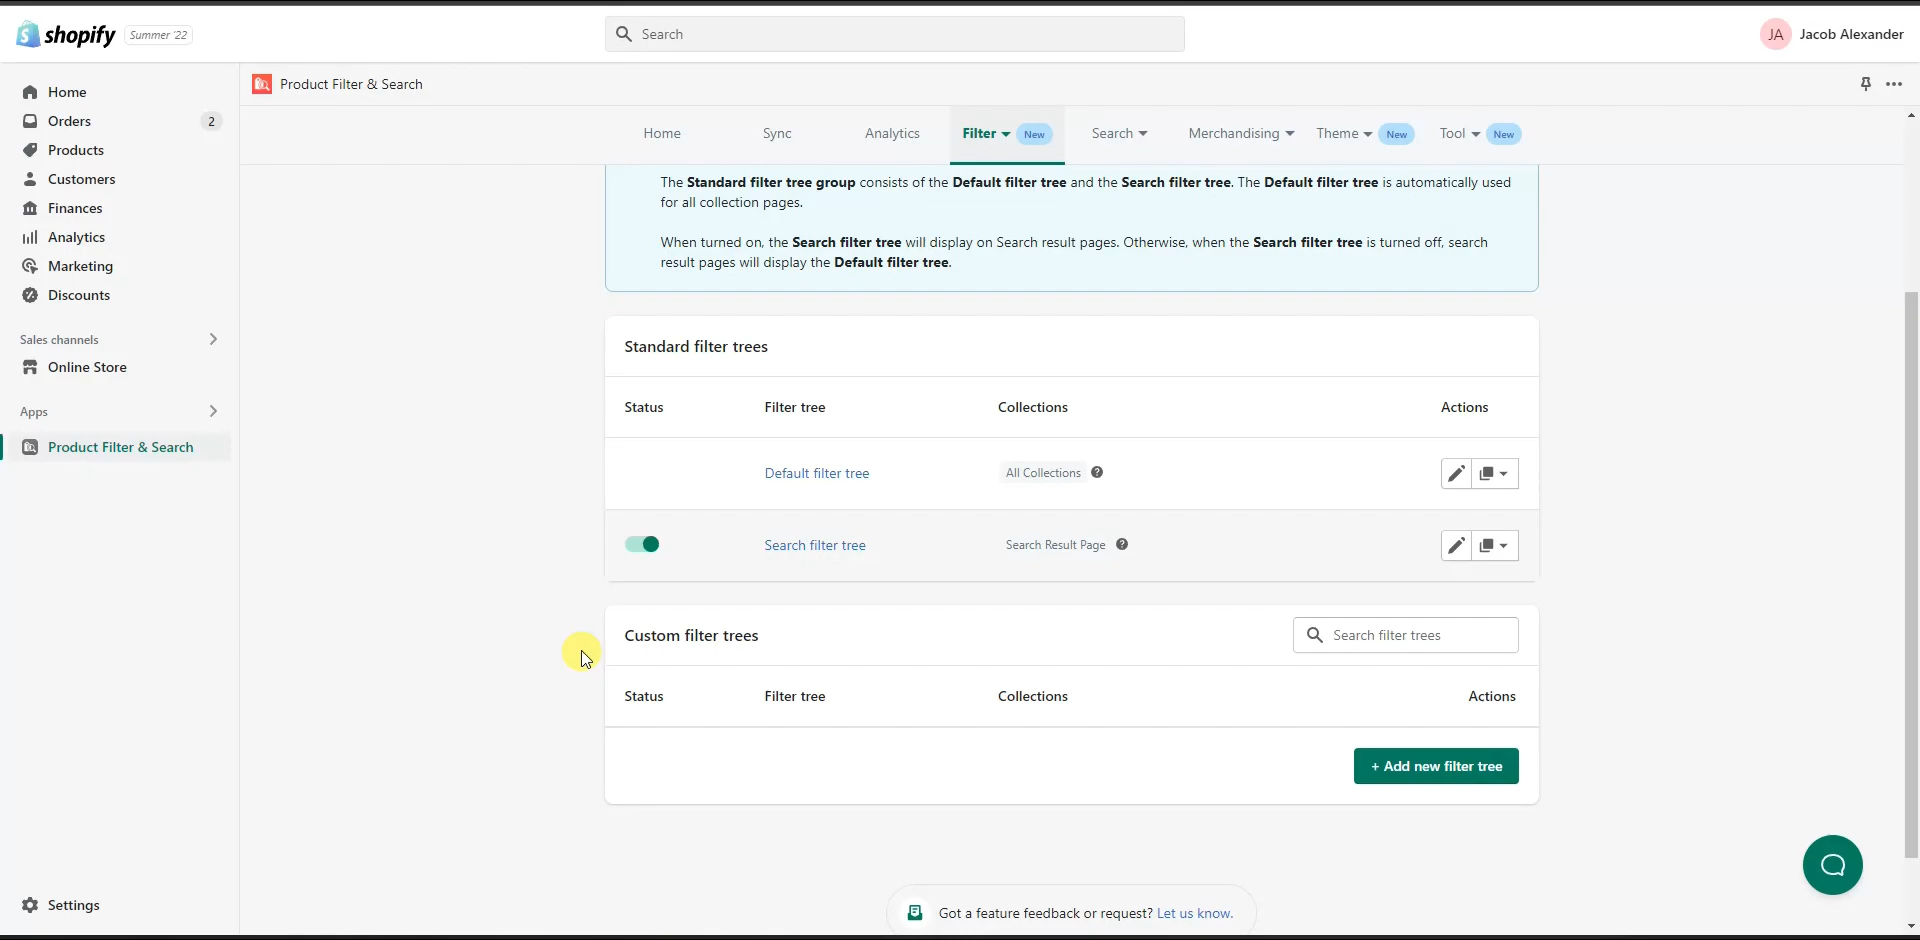 shopify Summer '22
Search
JA Jacob Alexander
Home
Orders 2
Products
Customers
Finances
Analytics
Marketing
Discounts
Sales channels
Online Store
Apps
Product Filter & Search
Settings
Product Filter & Search
Home Sync Analytics Filter New Search Merchandising Theme New Tool New
The Standard filter tree group consists of the Default filter tree and the Search filter tree. The Default filter tree is automatically used
for all collection pages.
When turned on, the Search filter tree will display on Search result pages. Otherwise, when the Search filter tree is turned off, search
result pages will display the Default filter tree.
Standard filter trees
Status Filter tree Collections Actions
Default filter tree All Collections ?
Search filter tree Search Result Page ?
Custom filter trees Search filter trees
Status Filter tree Collections Actions
+ Add new filter tree
Got a feature feedback or request? Let us know.